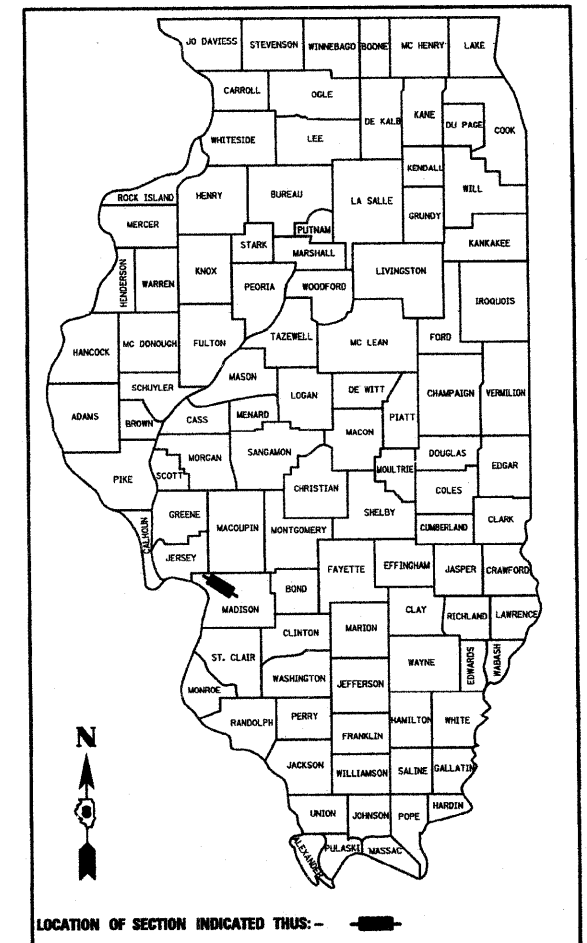 JO DAVIESS STEVENSON WINNEBAGO BOONE MC HENRY LAKE
CARROLL OGLE DE KALB KANE DU PAGE COOK
WHITESIDE LEE
KENDALL WILL
ROCK ISLAND HENRY BUREAU LA SALLE GRUNDY
MERCER PUTNAM
STARK MARSHALL KANKAKEE
HENDERSON WARREN KNOX PEORIA WOODFORD LIVINGSTON IROQUOIS
HANCOCK MC DONOUGH FULTON TAZEWELL MC LEAN FORD
MASON
SCHUYLER LOGAN DE WITT CHAMPAIGN VERMILION
ADAMS BROWN CASS MENARD PIATT
MACON
MORGAN SANGAMON DOUGLAS EDGAR
PIKE SCOTT MOULTRIE
CHRISTIAN COLES
GREENE MACOUPIN MONTGOMERY SHELBY CUMBERLAND CLARK
CALHOUN JERSEY FAYETTE EFFINGHAM JASPER CRAWFORD
MADISON BOND CLAY RICHLAND LAWRENCE
CLINTON MARION
ST. CLAIR WAYNE EDWARDS WABASH
WASHINGTON JEFFERSON
MONROE
RANDOLPH PERRY HAMILTON WHITE
FRANKLIN
JACKSON WILLIAMSON SALINE GALLATIN
UNION JOHNSON POPE HARDIN
ALEXANDER PULASKI MASSAC
N
LOCATION OF SECTION INDICATED THUS: -